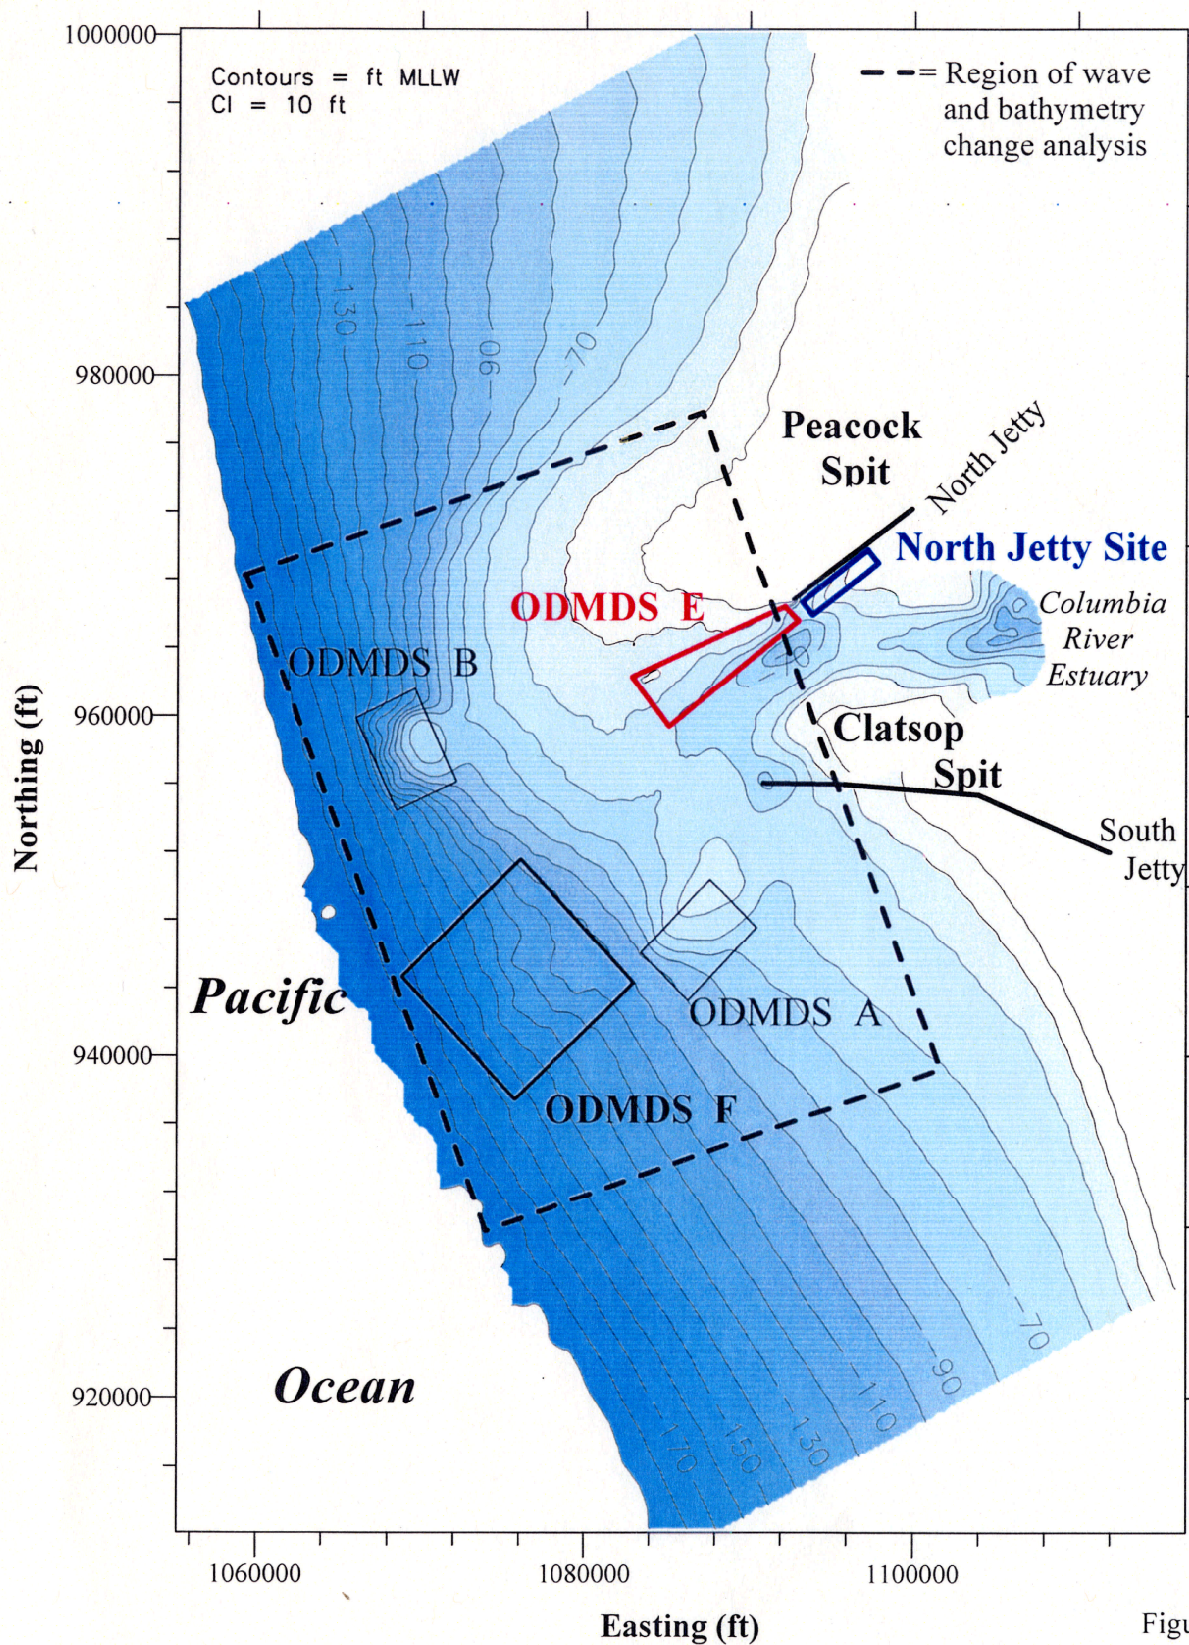 1000000
Contours = ft MLLW
CI = 10 ft
= Region of wave
and bathymetry
change analysis
130
-110
90
-70
980000
Peacock
Spit
North Jetty
North Jetty Site
ODMDS E
Columbia
River
Estuary
ODMDS B
960000
Clatsop
Spit
South
Jetty
Northing (ft)
Pacific
ODMDS A
940000
ODMDS F
Ocean
920000
-70
-90
-110
130
150
170
1060000
1080000
1100000
Easting (ft)
Figu